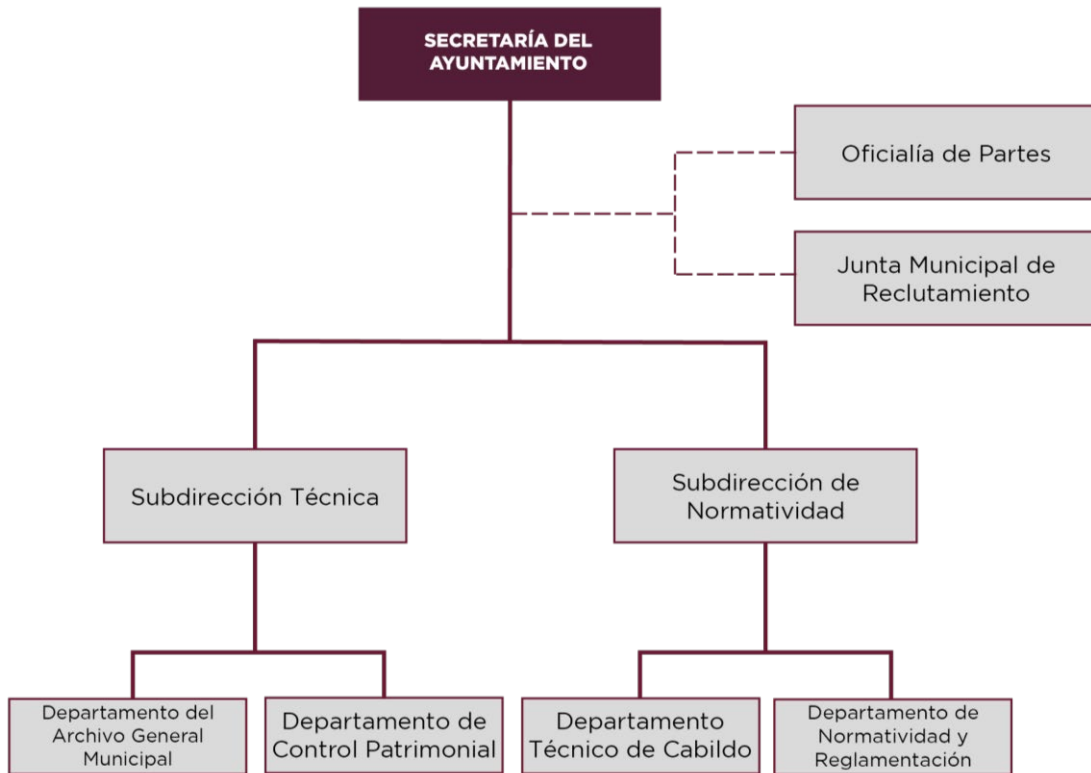 SECRETARÍA DEL
AYUNTAMIENTO
Oficialía de Partes
Junta Municipal de
Reclutamiento
Subdirección Técnica
Subdirección de
Normatividad
Departamento del
Archivo General
Municipal
Departamento de
Control Patrimonial
Departamento
Técnico de Cabildo
Departamento de
Normatividad y
Reglamentación